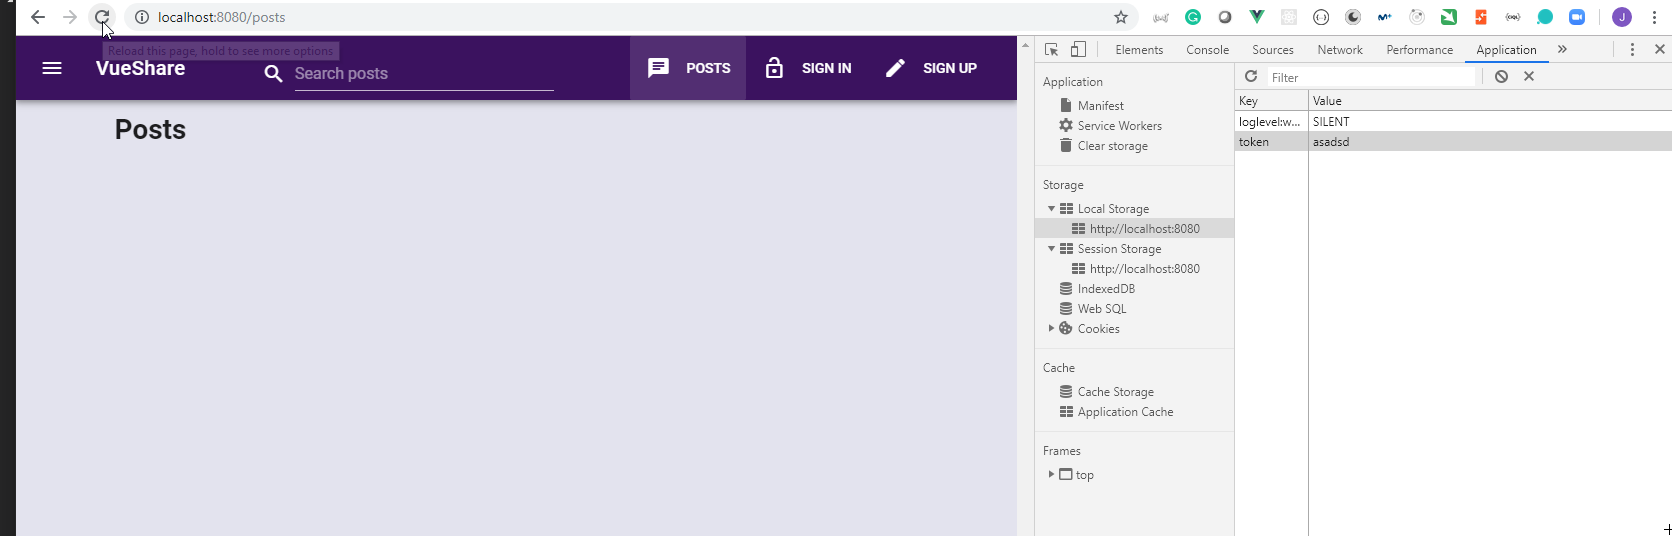 localhost:8080/posts
Reload this page, hold to see more options
VueShare
Search posts
POSTS
SIGN IN
SIGN UP
Posts
Elements
Console
Sources
Network
Performance
Application
»
Application
Manifest
Service Workers
Clear storage
Storage
Local Storage
http://localhost:8080
Session Storage
http://localhost:8080
IndexedDB
Web SQL
Cookies
Cache
Cache Storage
Application Cache
Frames
top
Filter
Key Value
loglevel:w... SILENT
token asadsd
J